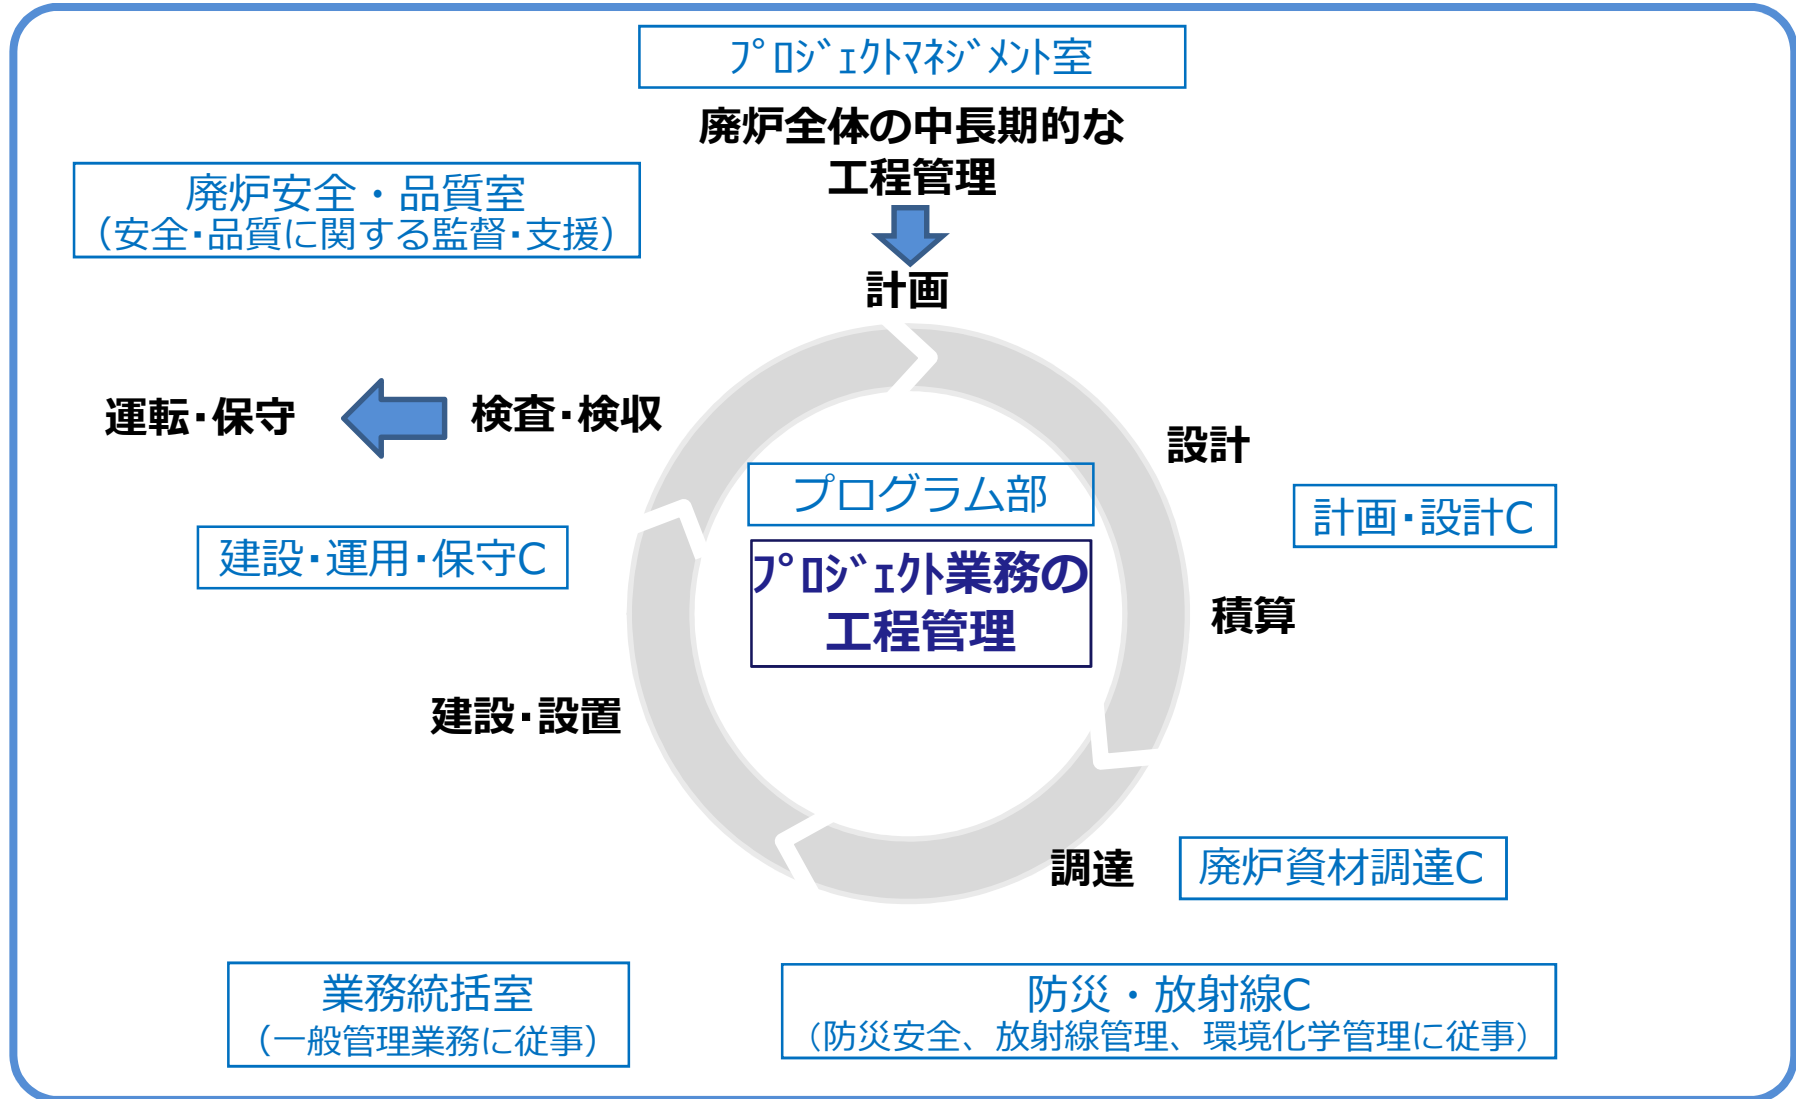 ﾌﾟﾛｼﾞｪｸﾄﾏﾈｼﾞﾒﾝﾄ室
廃炉全体の中長期的な
工程管理
廃炉安全・品質室
（安全･品質に関する監督･支援）
計画
運転･保守
検査･検収
設計
プログラム部
計画･設計C
建設･運用･保守C
ﾌﾟﾛｼﾞｪｸﾄ業務の
工程管理
積算
建設･設置
調達
廃炉資材調達C
業務統括室
（一般管理業務に従事）
防災・放射線C
（防災安全、放射線管理、環境化学管理に従事）